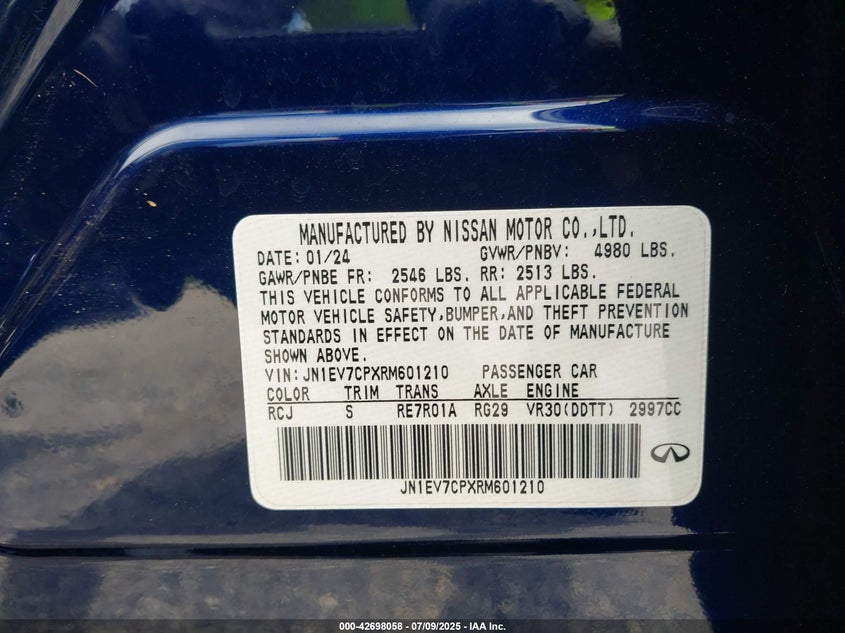 MANUFACTURED BY NISSAN MOTOR CO.,LTD.
DATE: 01/24 GVWR/PNBV: 4980 LBS.
GAWR/PNBE FR: 2546 LBS. RR: 2513 LBS.
THIS VEHICLE CONFORMS TO ALL APPLICABLE FEDERAL
MOTOR VEHICLE SAFETY,BUMPER,AND THEFT PREVENTION
STANDARDS IN EFFECT ON THE DATE OF MANUFACTURE
SHOWN ABOVE.
VIN:JN1EV7CPXRM601210 PASSENGER CAR
COLOR TRIM TRANS AXLE ENGINE
RCJ S RE7R01A RG29 VR30(DDTT) 2997CC
JN1EV7CPXRM601210
000-42698058 - 07/09/2025 - IAA Inc.